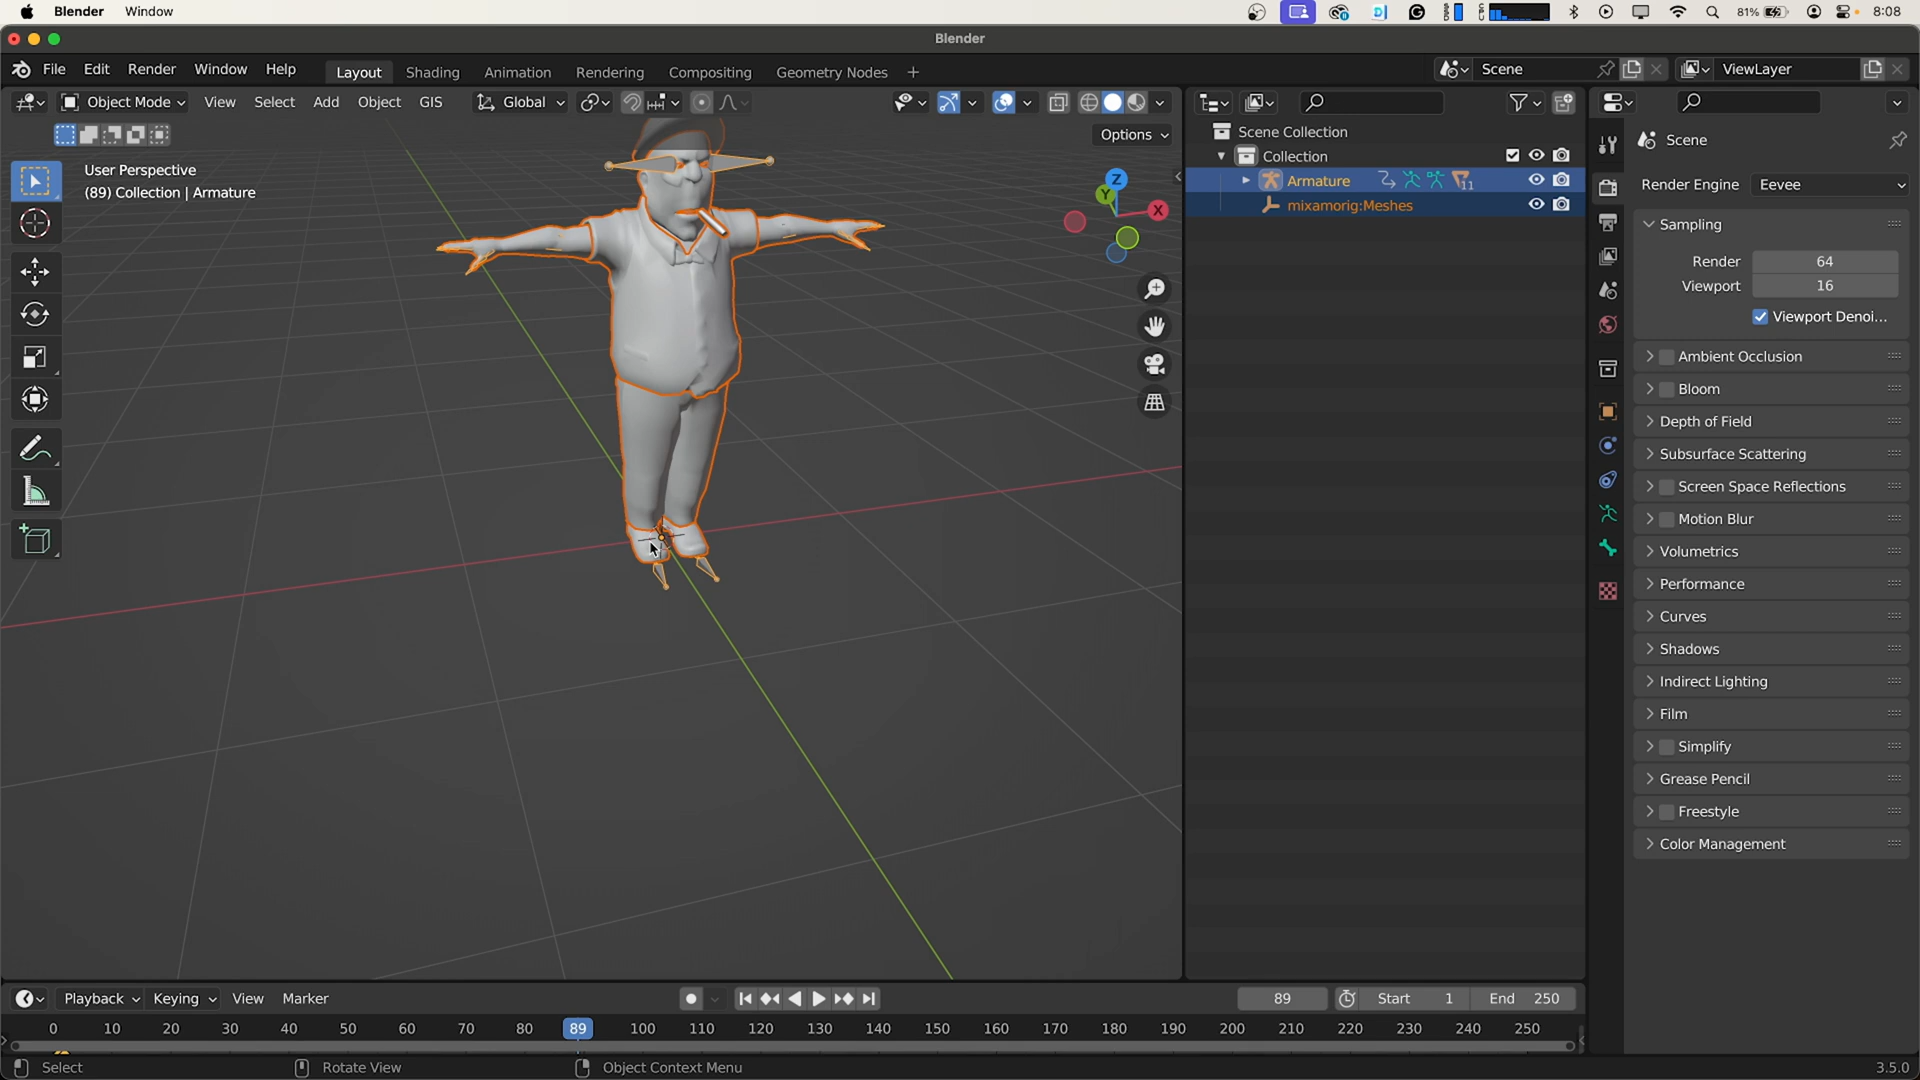 Blender Window 81% 8:08
Blender
File Edit Render Window Help Layout Shading Animation Rendering Compositing Geometry Nodes + Scene ViewLayer
Object Mode View Select Add Object GIS Global
Options
User Perspective
(89) Collection | Armature
Z
Y
X
Scene Collection
Collection
Armature 11
mixamorig:Meshes
Scene
Render Engine Eevee
Sampling
Render 64
Viewport 16
Viewport Denoi...
Ambient Occlusion
Bloom
Depth of Field
Subsurface Scattering
Screen Space Reflections
Motion Blur
Volumetrics
Performance
Curves
Shadows
Indirect Lighting
Film
Simplify
Grease Pencil
Freestyle
Color Management
Playback Keying View Marker 89 Start 1 End 250
0 10 20 30 40 50 60 70 80 89 100 110 120 130 140 150 160 170 180 190 200 210 220 230 240 250
Select Rotate View Object Context Menu 3.5.0